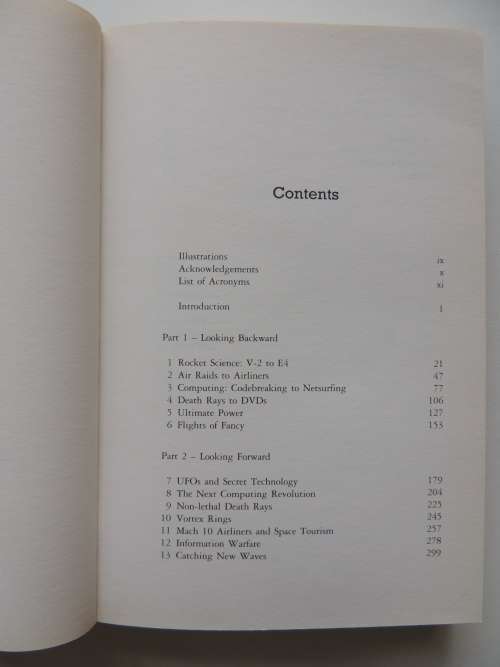 Contents
Illustrations ix
Acknowledgements x
List of Acronyms xi
Introduction 1
Part 1 – Looking Backward
1 Rocket Science: V-2 to E4 21
2 Air Raids to Airliners 47
3 Computing: Codebreaking to Netsurfing 77
4 Death Rays to DVDs 106
5 Ultimate Power 127
6 Flights of Fancy 153
Part 2 – Looking Forward
7 UFOs and Secret Technology 179
8 The Next Computing Revolution 204
9 Non-lethal Death Rays 225
10 Vortex Rings 245
11 Mach 10 Airliners and Space Tourism 257
12 Information Warfare 278
13 Catching New Waves 299